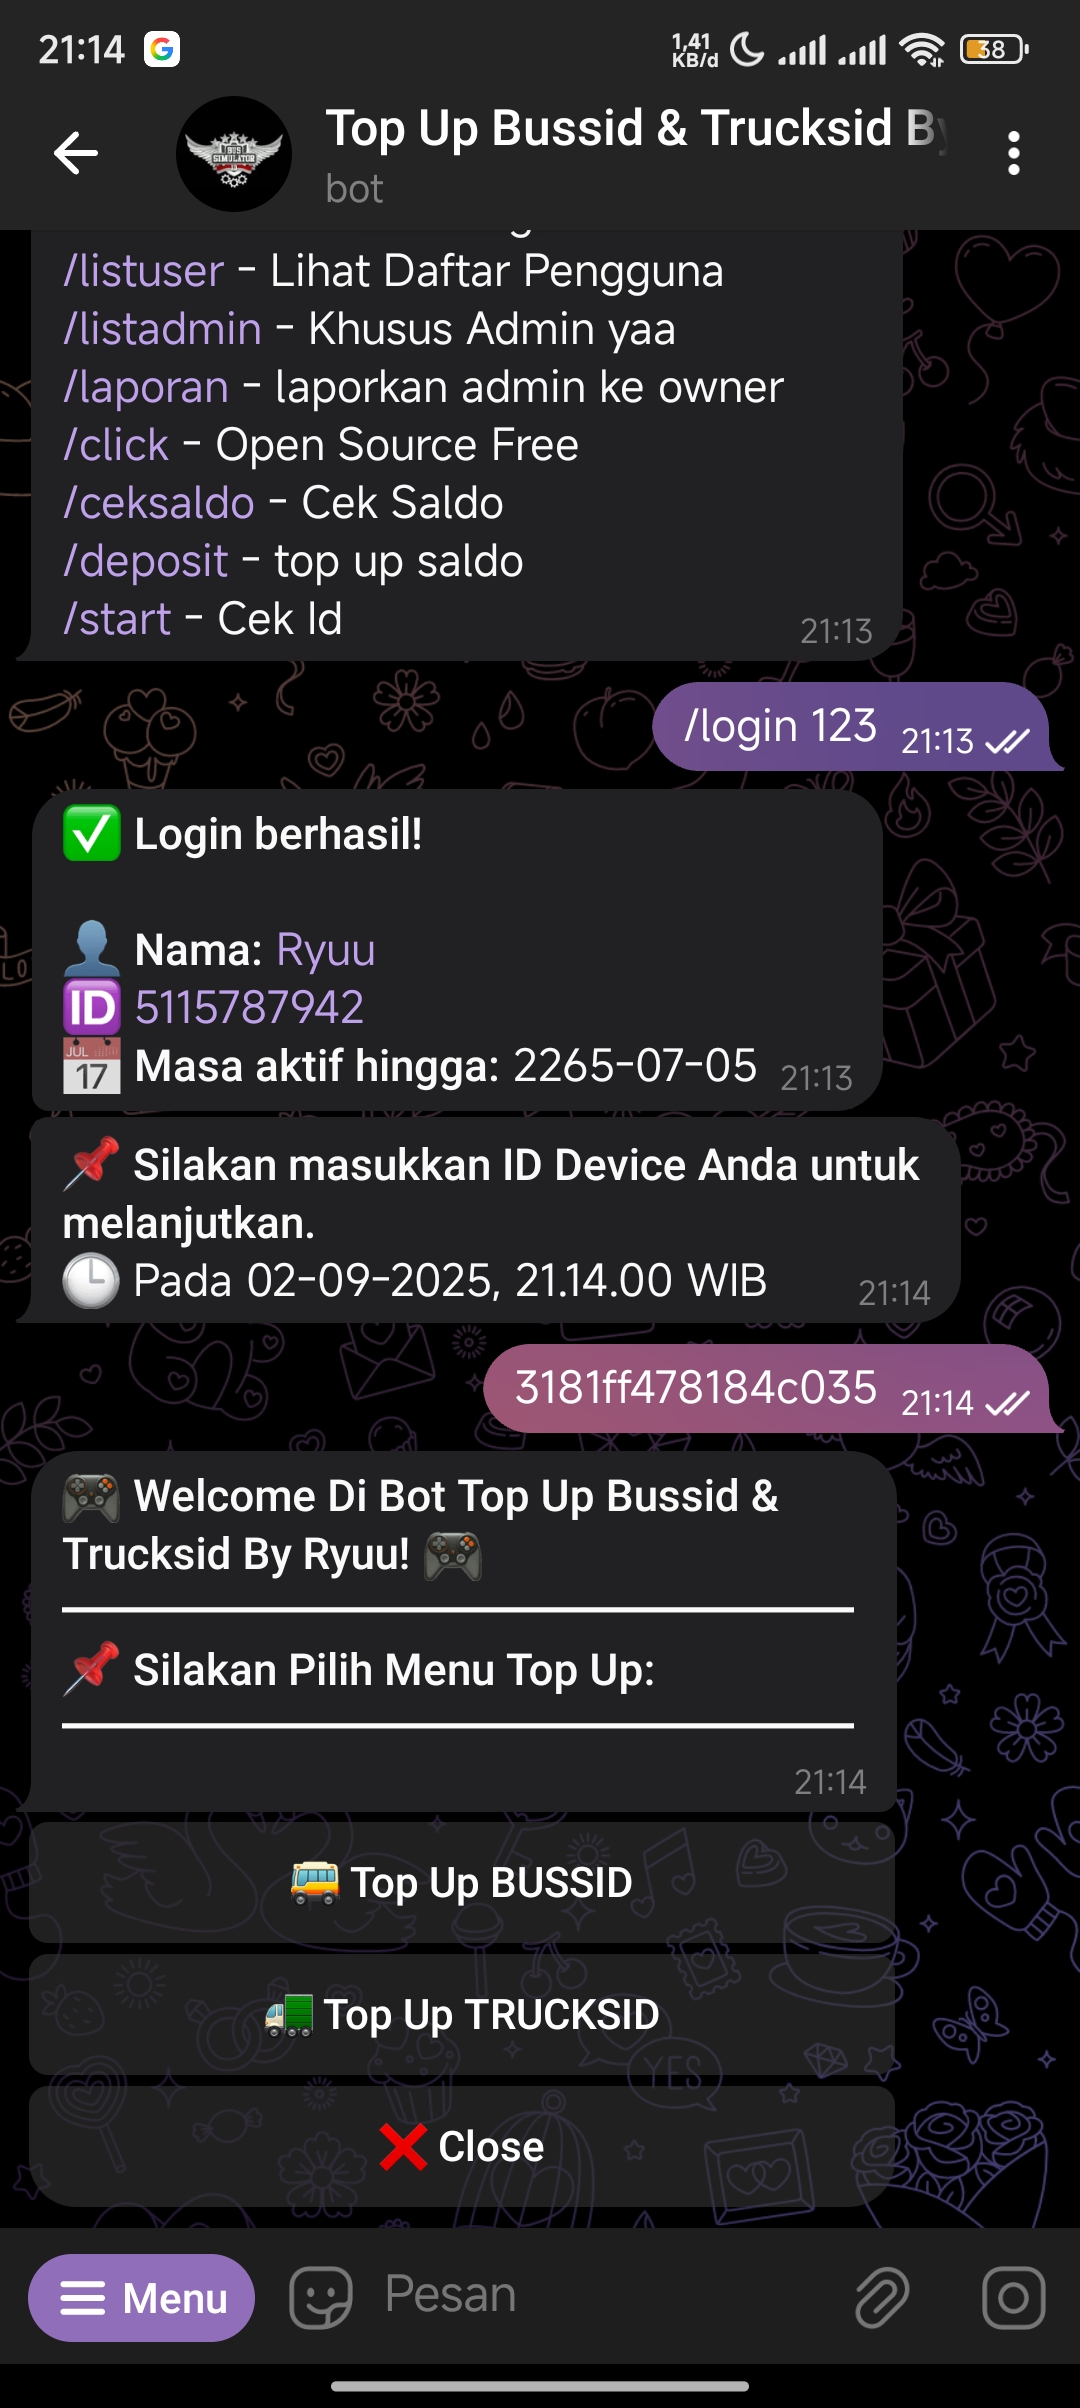 21:14
1,41
KB/d
38
Top Up Bussid & Trucksid B
bot
/listuser - Lihat Daftar Pengguna
/listadmin - Khusus Admin yaa
/laporan - laporkan admin ke owner
/click - Open Source Free
/ceksaldo - Cek Saldo
/deposit - top up saldo
/start - Cek Id
21:13
/login 123 21:13
✅ Login berhasil!
👤 Nama: Ryuu
🆔 5115787942
📅 Masa aktif hingga: 2265-07-05 21:13
📌 Silakan masukkan ID Device Anda untuk
melanjutkan.
🕒 Pada 02-09-2025, 21.14.00 WIB 21:14
3181ff478184c035 21:14
🎮 Welcome Di Bot Top Up Bussid &
Trucksid By Ryuu! 🎮
📌 Silakan Pilih Menu Top Up:
21:14
🚌 Top Up BUSSID
🚛 Top Up TRUCKSID
YES
❌ Close
Menu
Pesan